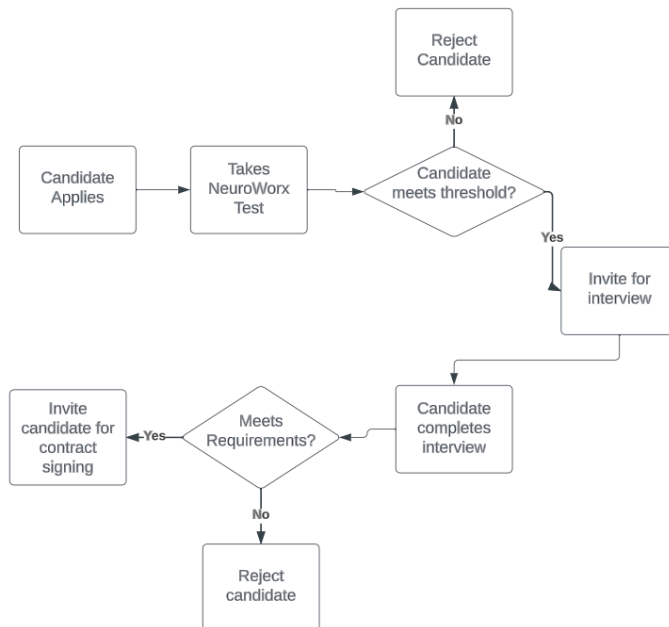 Reject
Candidate
No
Candidate
Applies
Takes
NeuroWorx
Test
Candidate
meets threshold?
Yes
Invite for
interview
Candidate
completes
interview
Meets
Requirements?
Yes
Invite
candidate for
contract
signing
No
Reject
candidate